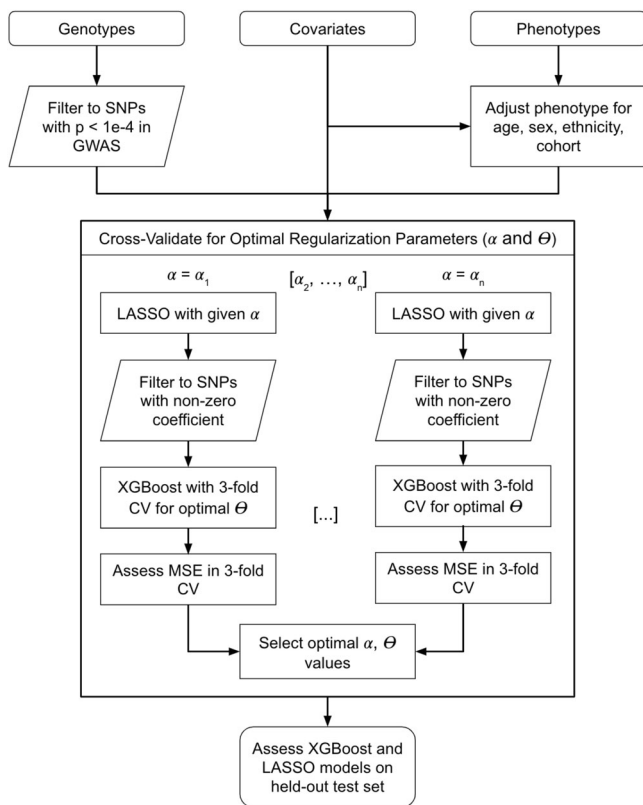 Genotypes
Covariates
Phenotypes
Filter to SNPs
with p < 1e-4 in
GWAS
Adjust phenotype for
age, sex, ethnicity,
cohort
Cross-Validate for Optimal Regularization Parameters (α and Θ)
α = α₁
[α₂, …, αₙ]
α = αₙ
LASSO with given α
LASSO with given α
Filter to SNPs
with non-zero
coefficient
Filter to SNPs
with non-zero
coefficient
XGBoost with 3-fold
CV for optimal Θ
[...]
XGBoost with 3-fold
CV for optimal Θ
Assess MSE in 3-fold
CV
Assess MSE in 3-fold
CV
Select optimal α, Θ
values
Assess XGBoost and
LASSO models on
held-out test set